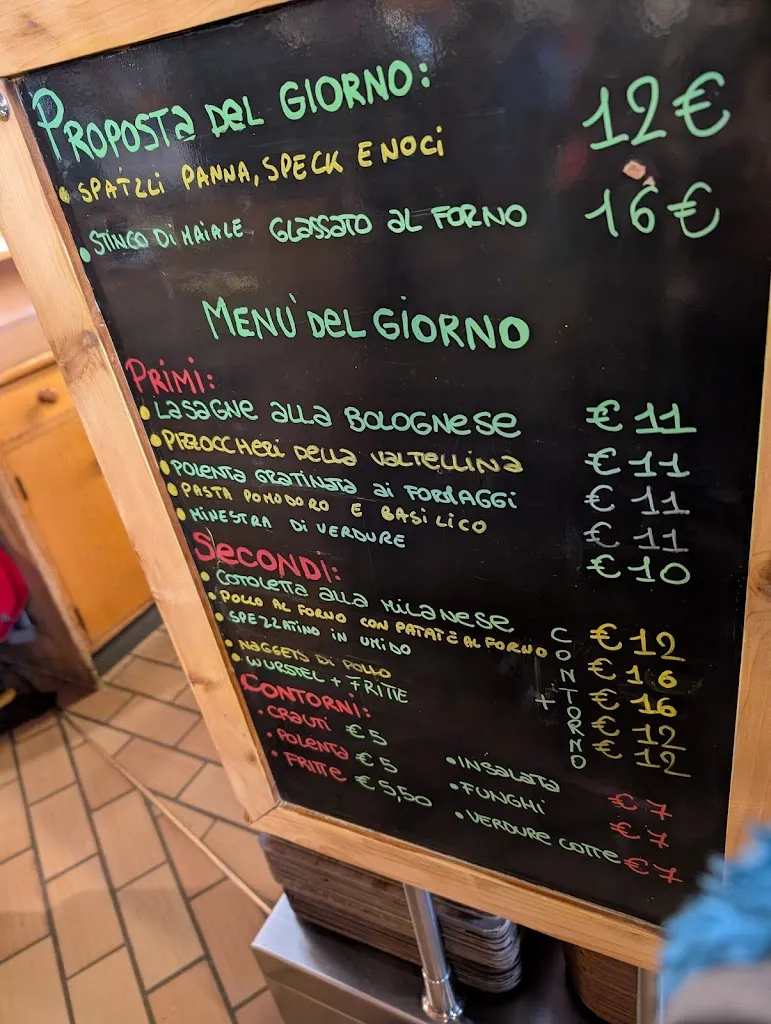 PROPOSTA DEL GIORNO:
• SPATZLI PANNA, SPECK E NOCI 12€
• STINCO DI MAIALE GLASSATO AL FORNO 16€
MENÙ DEL GIORNO
PRIMI:
• LASAGNE ALLA BOLOGNESE € 11
• PIZZOCCHERI DELLA VALTELLINA € 11
• POLENTA GRATINATA AI FORMAGGI € 11
• PASTA POMODORO E BASILICO € 11
• MINESTRA DI VERDURE € 10
SECONDI:
• COTOLETTA ALLA MILANESE € 12
• POLLO AL FORNO CON PATATE AL FORNO € 16
• SPEZZATINO IN UMIDO € 16
• NAGGETS DI POLLO € 12
• WURSTEL + FRITTE € 12
+ CONTORNO
CONTORNI:
• CRAUTI € 5
• POLENTA € 5
• FRITTE € 5,50
• INSALATA € 7
• FUNGHI € 7
• VERDURE COTTE € 7